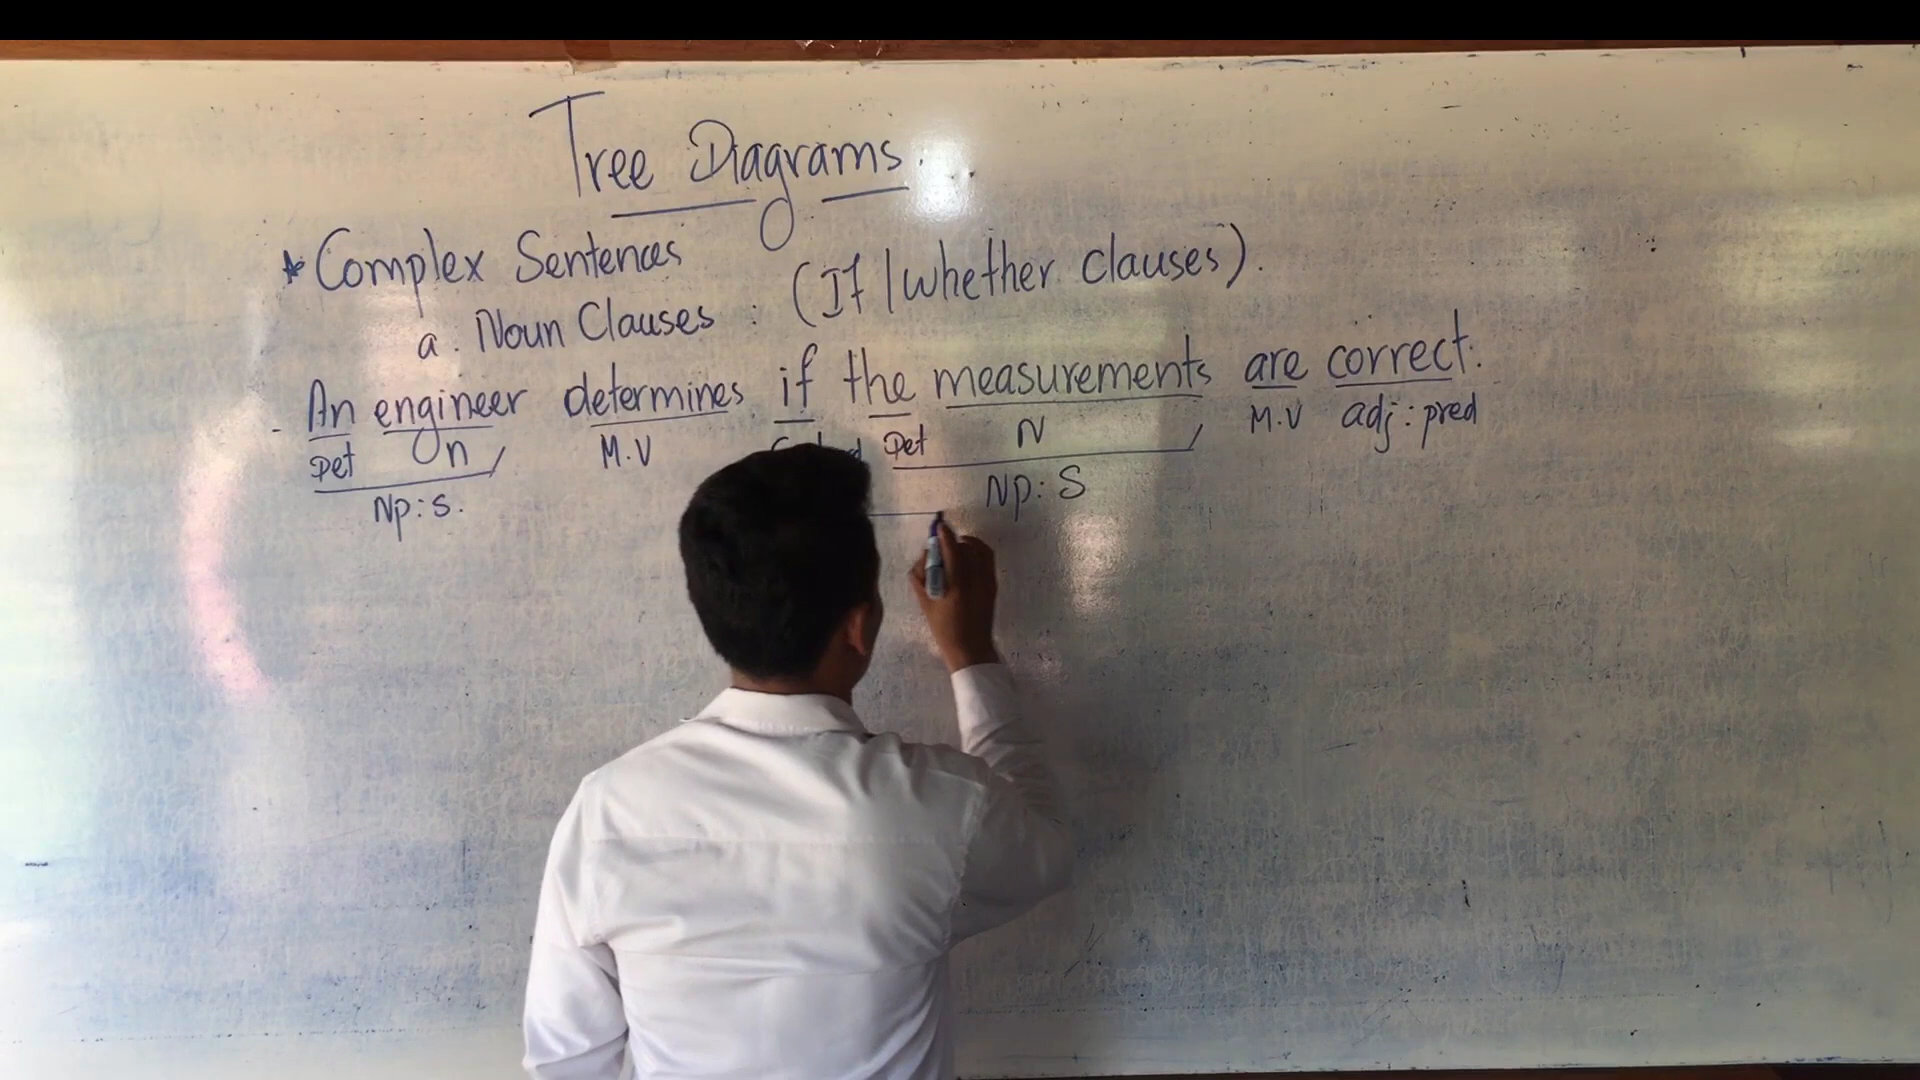 Tree Diagrams
* Complex Sentences (If / whether clauses).
a. Noun Clauses :
An engineer determines if the measurements are correct.
Det n M.V Det N M.V adj : pred
Np : s. Np : S